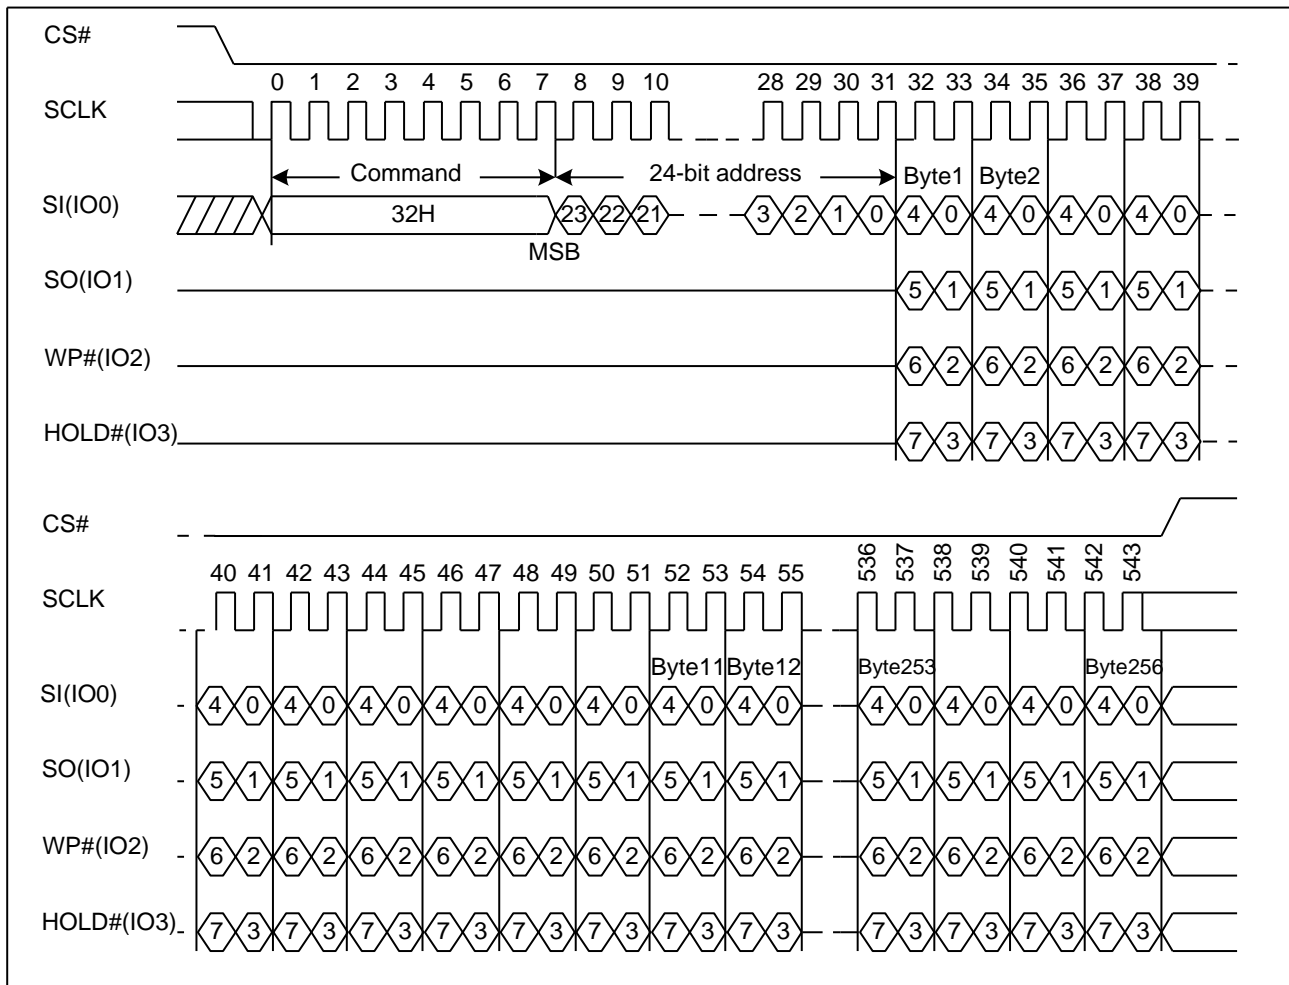 CS#
0 1 2 3 4 5 6 7 8 9 10 28 29 30 31 32 33 34 35 36 37 38 39
SCLK
Command 24-bit address Byte1 Byte2
SI(IO0) 32H 23 22 21 3 2 1 0 4 0 4 0 4 0 4 0
MSB
SO(IO1) 5 1 5 1 5 1 5 1
WP#(IO2) 6 2 6 2 6 2 6 2
HOLD#(IO3) 7 3 7 3 7 3 7 3
CS#
40 41 42 43 44 45 46 47 48 49 50 51 52 53 54 55 536 537 538 539 540 541 542 543
SCLK
Byte11 Byte12 Byte253 Byte256
SI(IO0) 4 0 4 0 4 0 4 0 4 0 4 0 4 0 4 0 4 0 4 0 4 0 4 0
SO(IO1) 5 1 5 1 5 1 5 1 5 1 5 1 5 1 5 1 5 1 5 1 5 1 5 1
WP#(IO2) 6 2 6 2 6 2 6 2 6 2 6 2 6 2 6 2 6 2 6 2 6 2 6 2
HOLD#(IO3) 7 3 7 3 7 3 7 3 7 3 7 3 7 3 7 3 7 3 7 3 7 3 7 3